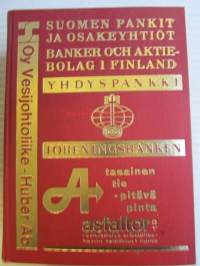 SUOMEN PANKIT
JA OSAKEYHTIÖT
BANKER OCH AKTIE-
BOLAG I FINLAND
YHDYSPANKKI
FÖRENINGSBANKEN
A
tasainen
tie
-pitävä
pinta
asfaltor oy
Oy Vesijohtoliike - Huber Ab